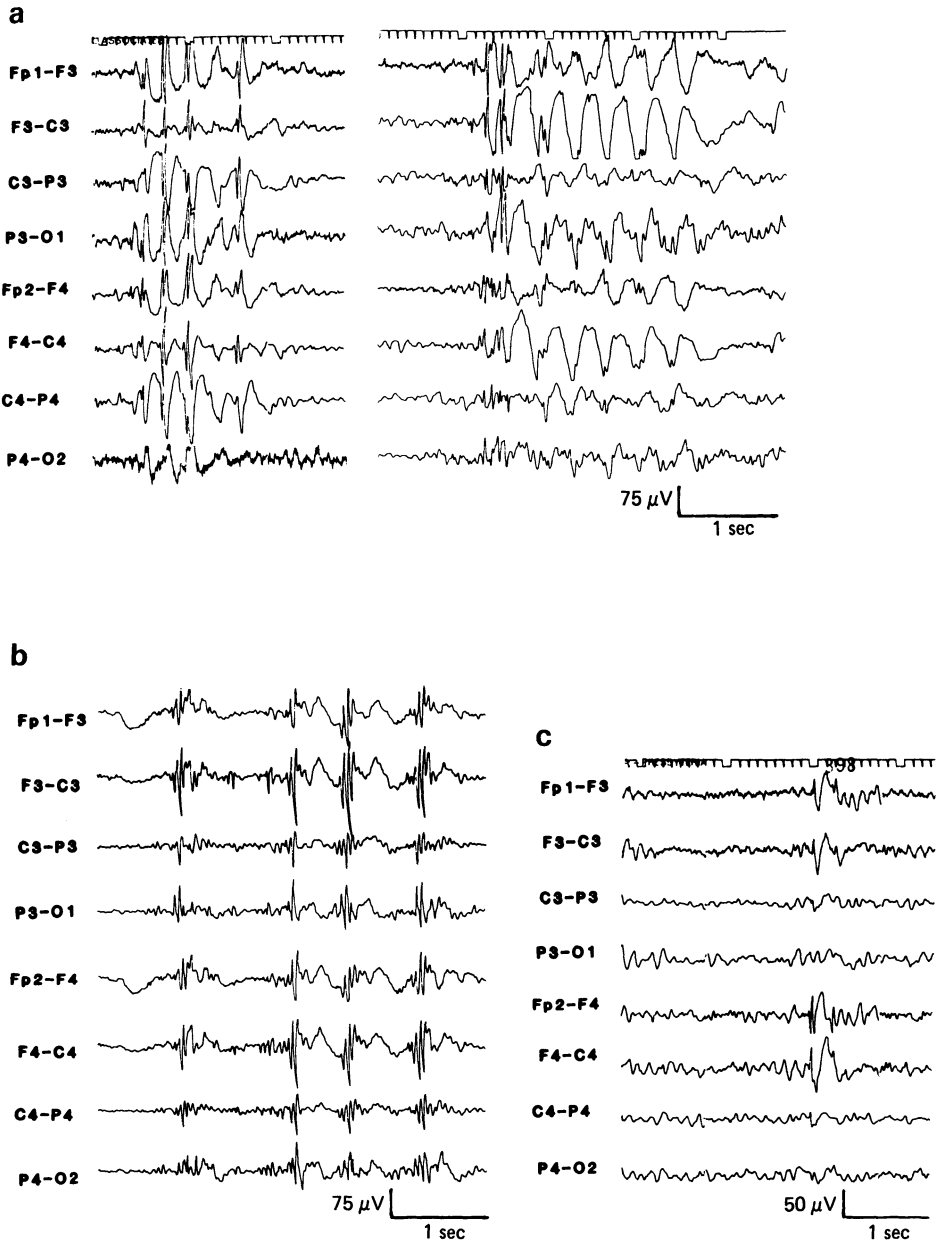 a
Fp1-F3
F3-C3
C3-P3
P3-O1
Fp2-F4
F4-C4
C4-P4
P4-O2
75 µV
1 sec
b
Fp1-F3
F3-C3
C3-P3
P3-O1
Fp2-F4
F4-C4
C4-P4
P4-O2
75 µV
1 sec
c
898
Fp1-F3
F3-C3
C3-P3
P3-O1
Fp2-F4
F4-C4
C4-P4
P4-O2
50 µV
1 sec